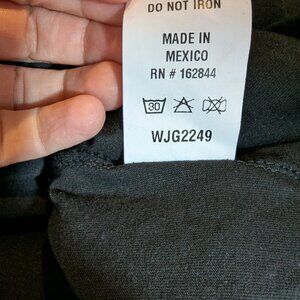 DO NOT IRON
MADE IN
MEXICO
RN # 162844
30
WJG2249